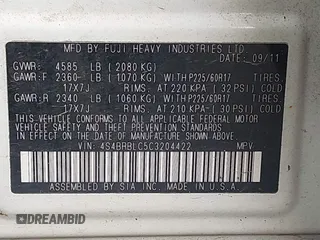 MFD BY FUJI HEAVY INDUSTRIES LTD.
09/11
GVWR: 4585 LB (2080 KG)
GAWR:F 2360 LB (1070 KG) WITH P225/60R17 TIRES
17X7J RIMS, AT 220 KPA (32 PSI) COLD
GAWR:R 2340 LB (1060 KG) WITH P225/60R17 TIRES
17X7J RIMS, AT 210 KPA (30 PSI) COLD
THIS VEHICLE CONFORMS TO ALL APPLICABLE FEDERAL
MOTOR VEHICLE SAFETY AND THEFT PREVENTION STANDARDS
IN EFFECT ON THE DATE OF MANUFACTURE SHOWN ABOVE.
VIN: 4S4BRBLC5C3204422 MPV
ASSEMBLED BY SIA INC. MADE IN U.S.A.
DREAMBID